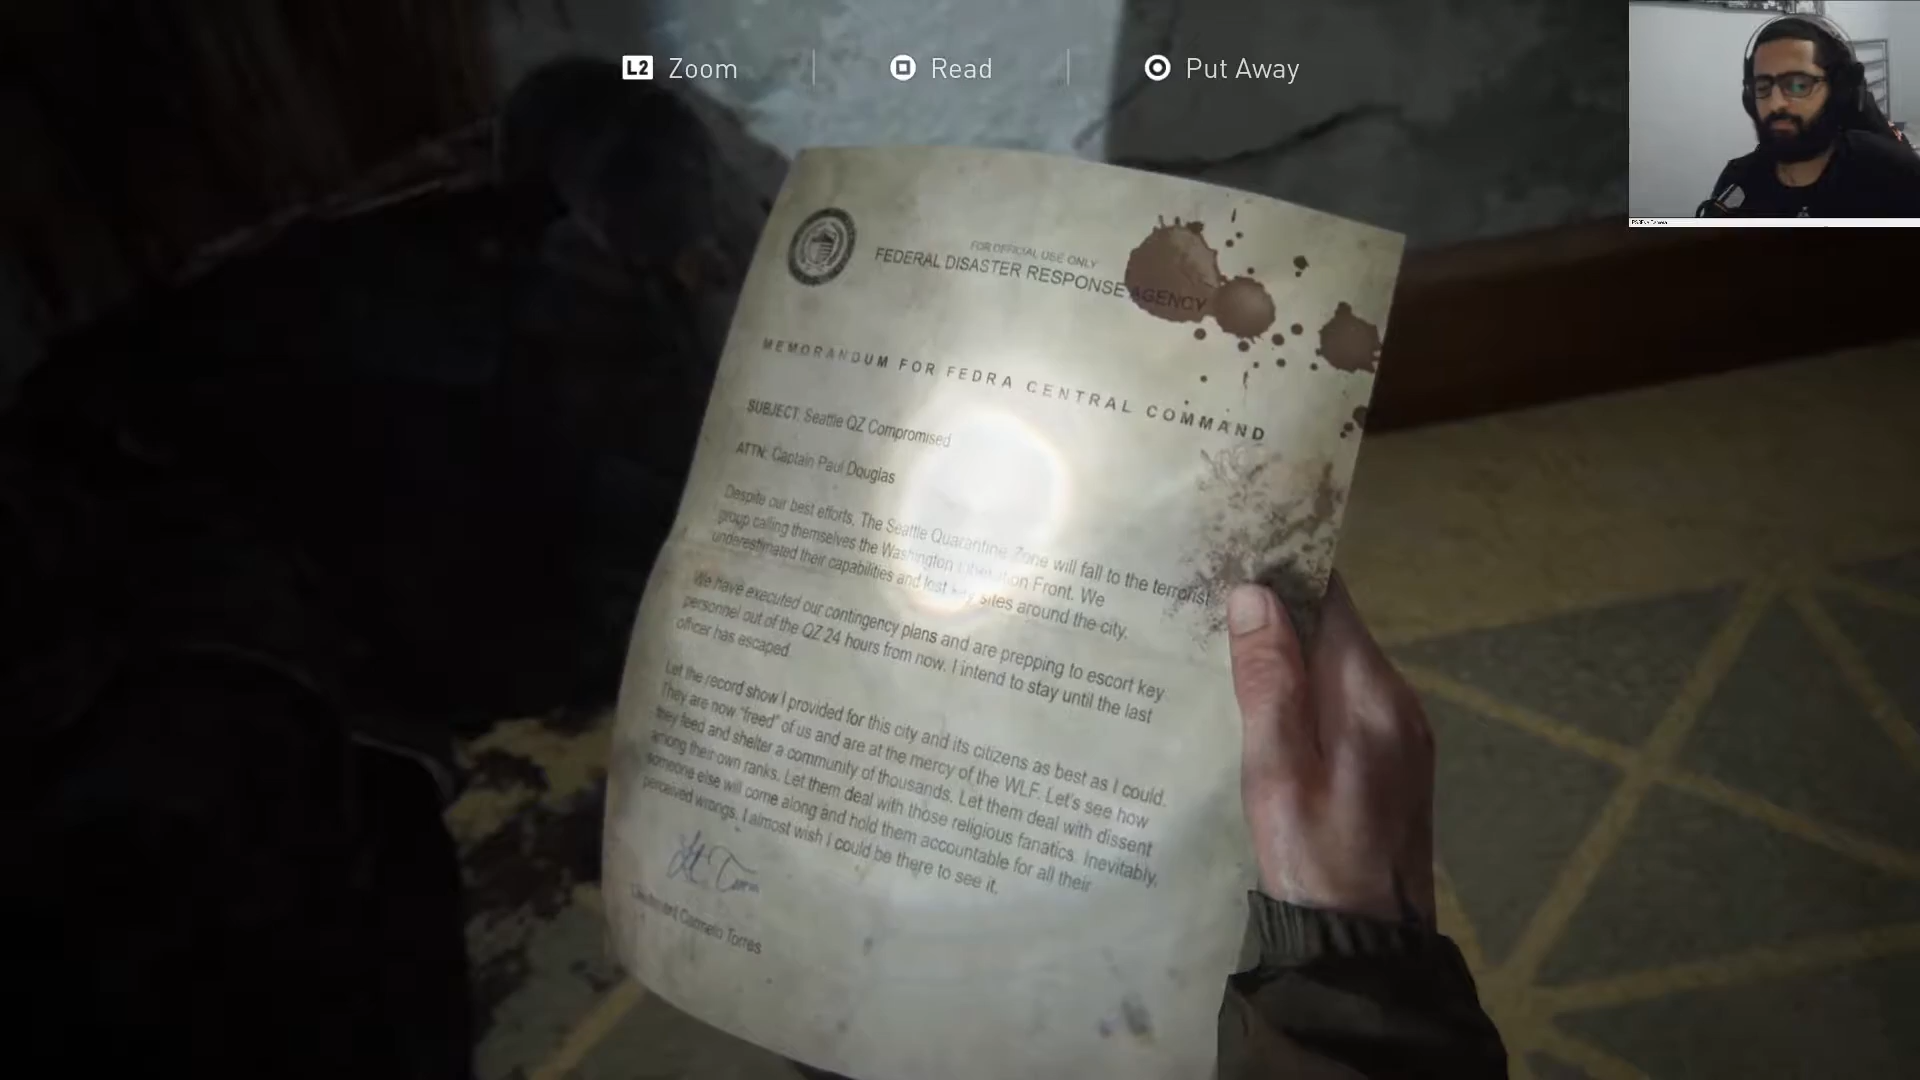 L2 Zoom
Read
Put Away
FOR OFFICIAL USE ONLY
FEDERAL DISASTER RESPONSE AGENCY
MEMORANDUM FOR FEDRA CENTRAL COMMAND
SUBJECT: Seattle QZ Compromised
ATTN: Captain Paul Douglas
Despite our best efforts, The Seattle Quarantine Zone will fall to the terrorist
group calling themselves the Washington Liberation Front. We
underestimated their capabilities and lost key sites around the city.
We have executed our contingency plans and are prepping to escort key
personnel out of the QZ 24 hours from now. I intend to stay until the last
officer has escaped.
Let the record show I provided for this city and its citizens as best as I could.
They are now "freed" of us and are at the mercy of the WLF. Let's see how
they feed and shelter a community of thousands. Let them deal with dissent
among their own ranks. Let them deal with those religious fanatics. Inevitably,
someone else will come along and hold them accountable for all their
perceived wrongs. I almost wish I could be there to see it.
Lieutenant Carmelo Torres